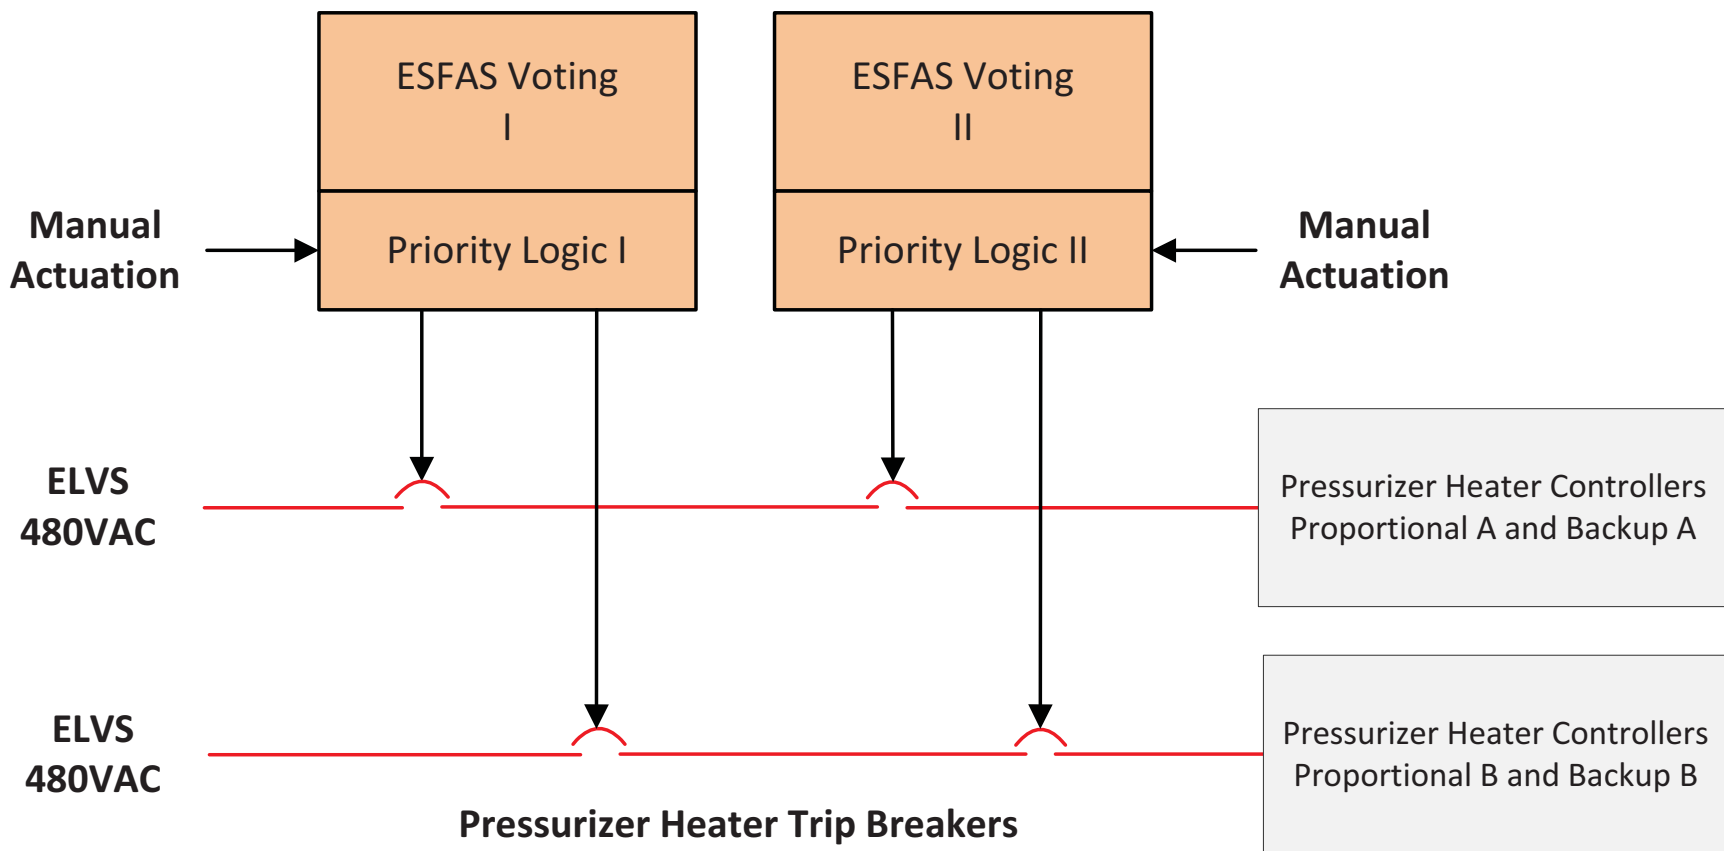 ESFAS Voting
I
ESFAS Voting
II
Manual
Actuation
Priority Logic I
Priority Logic II
Manual
Actuation
ELVS
480VAC
Pressurizer Heater Controllers
Proportional A and Backup A
ELVS
480VAC
Pressurizer Heater Controllers
Proportional B and Backup B
Pressurizer Heater Trip Breakers